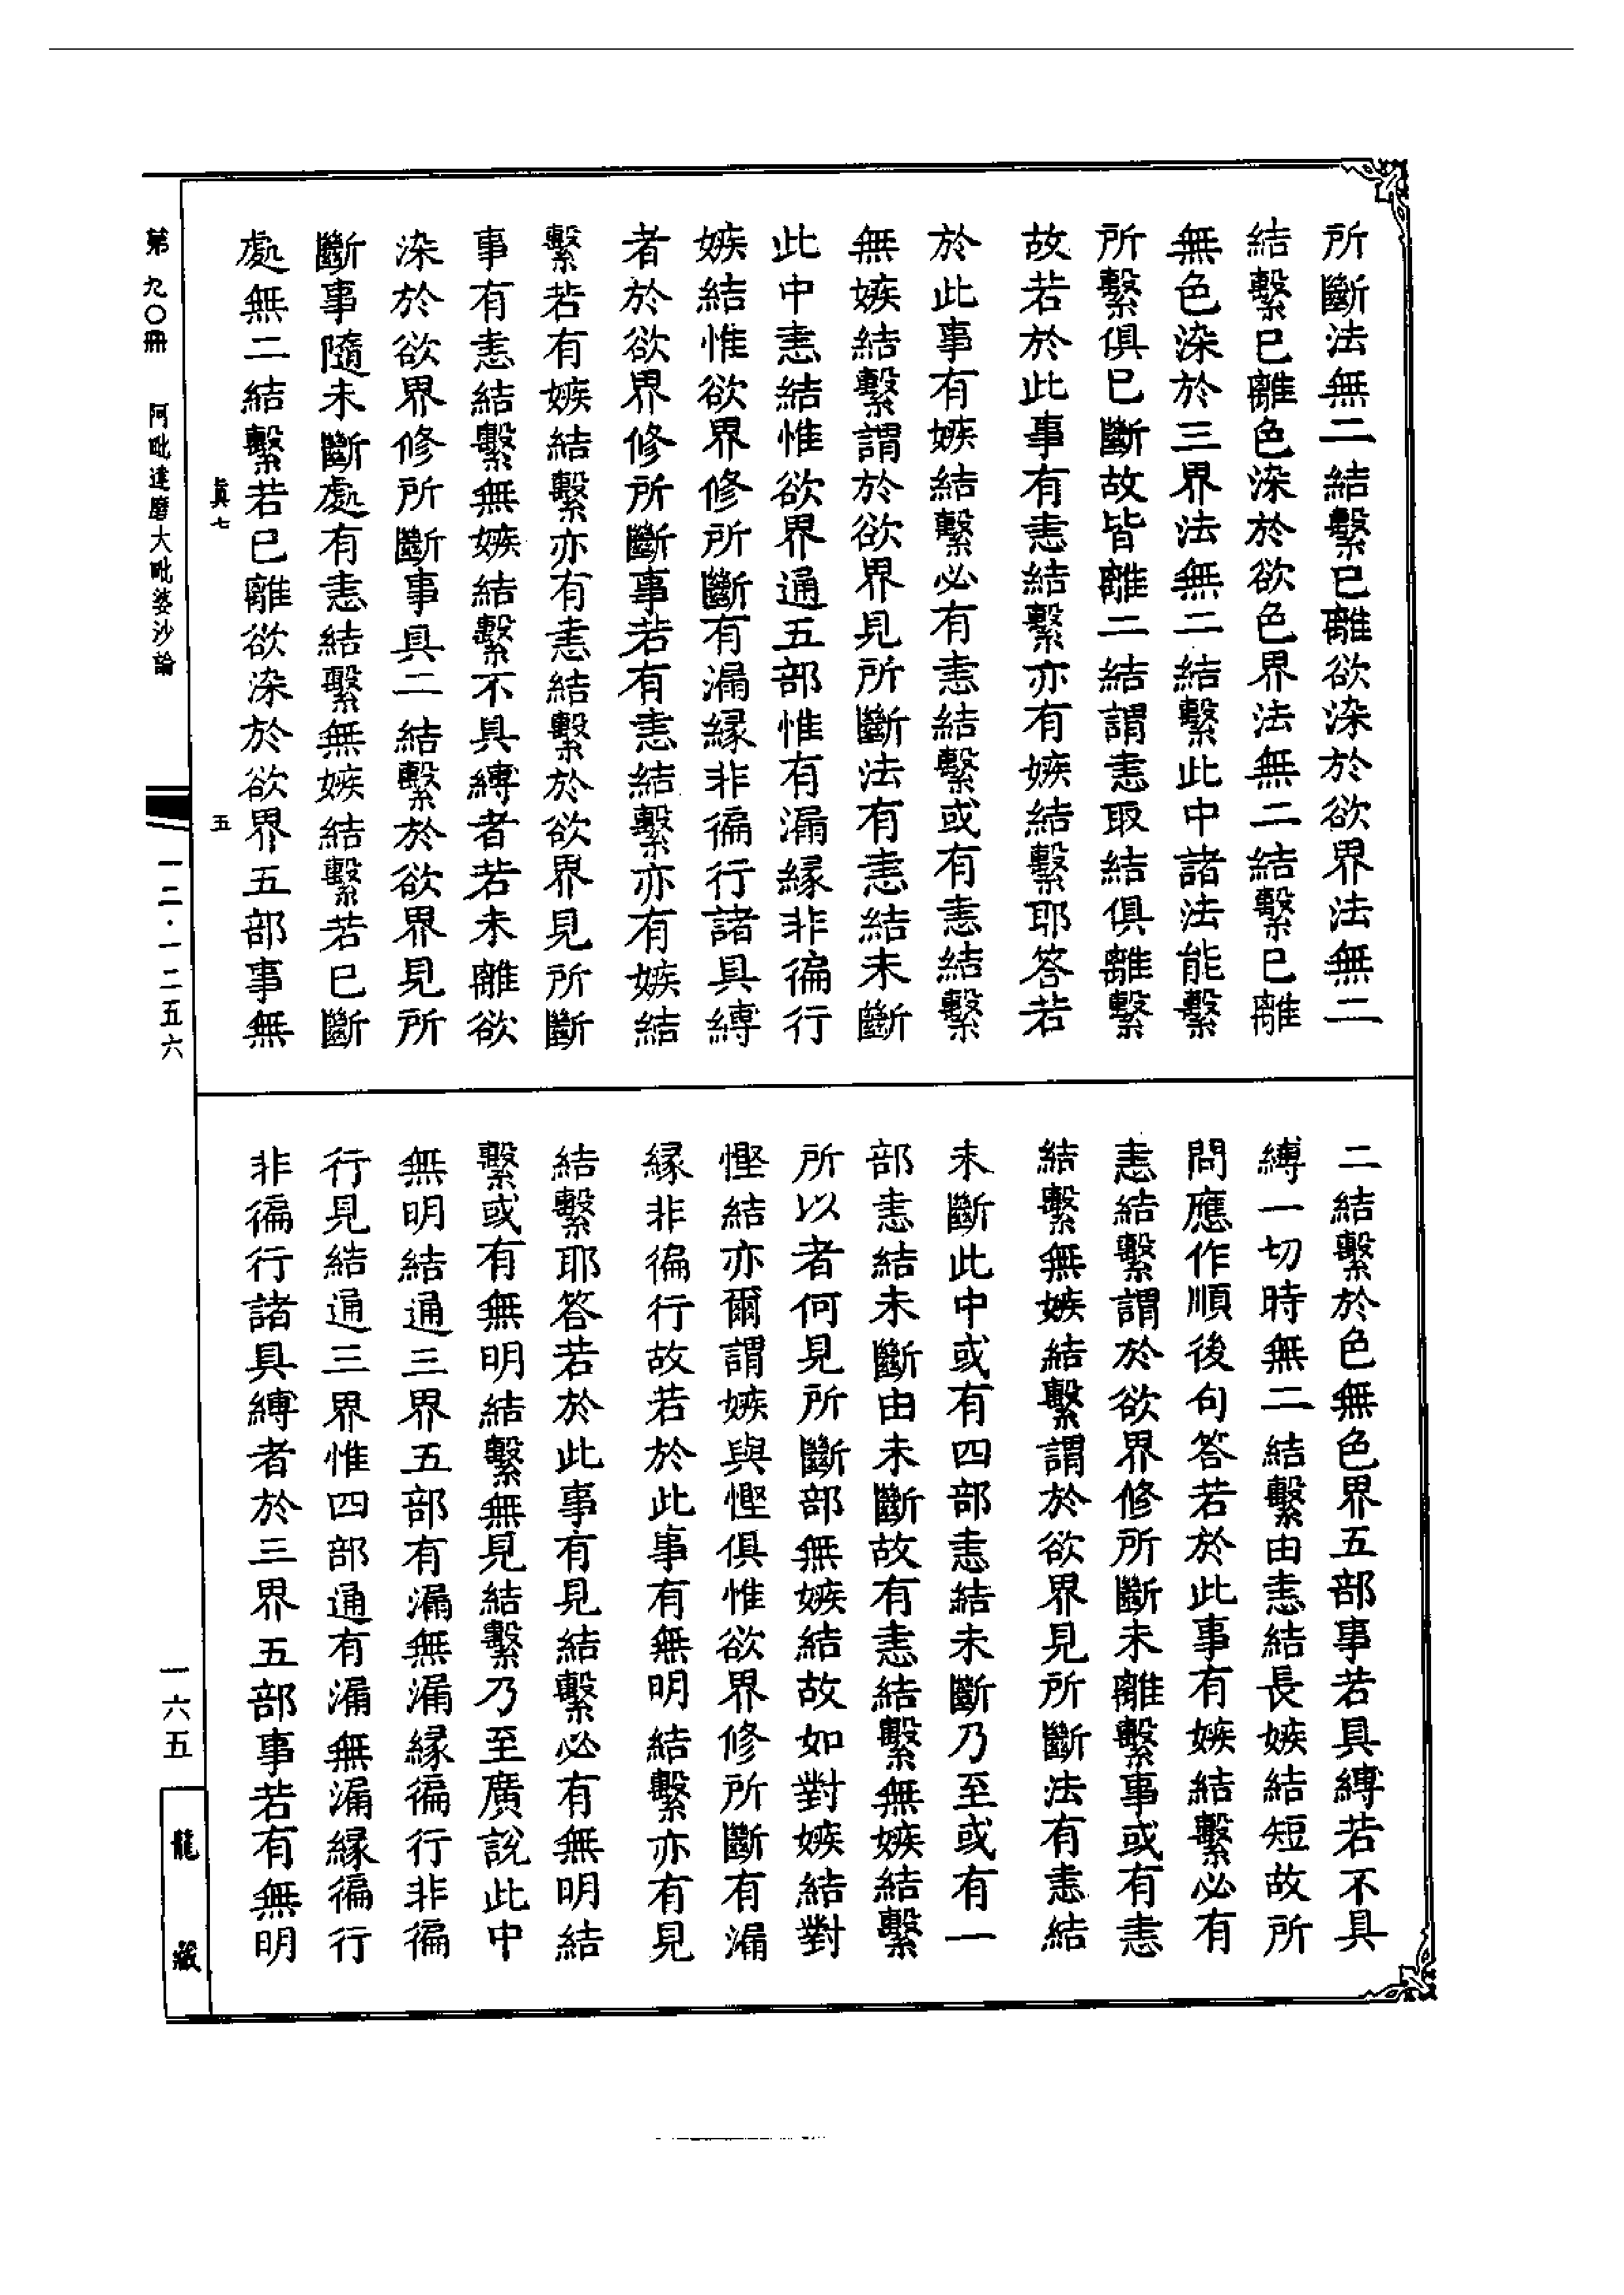 所斷法無二結繫已離欲染於欲界法無二
結繫已離色染於欲色界法無二結繫已離
無色染於三界法無二結繫此中諸法能繫
所繫俱已斷故皆離二結謂恚取結俱離繫
故若於此事有恚結繫亦有嫉結繫耶答若
於此事有嫉結繫必有恚結繫或有恚結繫
無嫉結繫謂於欲界見所斷法有恚結未斷
此中恚結惟欲界通五部惟有漏緣非徧行
嫉結惟欲界修所斷有漏緣非徧行諸具縛
者於欲界修所斷事若有恚結繫亦有嫉結
繫若有嫉結繫亦有恚結繫於欲界見所斷
事有恚結繫無嫉結繫不具縛者若未離欲
染於欲界修所斷事具二結繫於欲界見所
斷事隨未斷處有恚結繫無嫉結繫若已斷
處無二結繫若已離欲染於欲界五部事無
二結繫於色無色界五部事若具縛若不具
縛一切時無二結繫由恚結長嫉結短故所
問應作順後句答若於此事有嫉結繫必有
恚結繫謂於欲界修所斷未離繫事或有恚
結繫無嫉結繫謂於欲界見所斷法有恚結
未斷此中或有四部恚結未斷乃至或有一
部恚結未斷由未斷故有恚結繫無嫉結繫
所以者何見所斷部無嫉結故如對嫉結對
慳結亦爾謂嫉與慳俱惟欲界修所斷有漏
緣非徧行故若於此事有無明結繫亦有見
結繫耶答若於此事有見結繫必有無明結
繫或有無明結繫無見結繫乃至廣說此中
無明結通三界五部有漏無漏緣徧行非徧
行見結通三界惟四部通有漏無漏緣徧行
非徧行諸具縛者於三界五部事若有無明
眞七 五
第九〇冊 阿毗達磨大毗婆沙論 一二·一二五六 一六五
龍藏